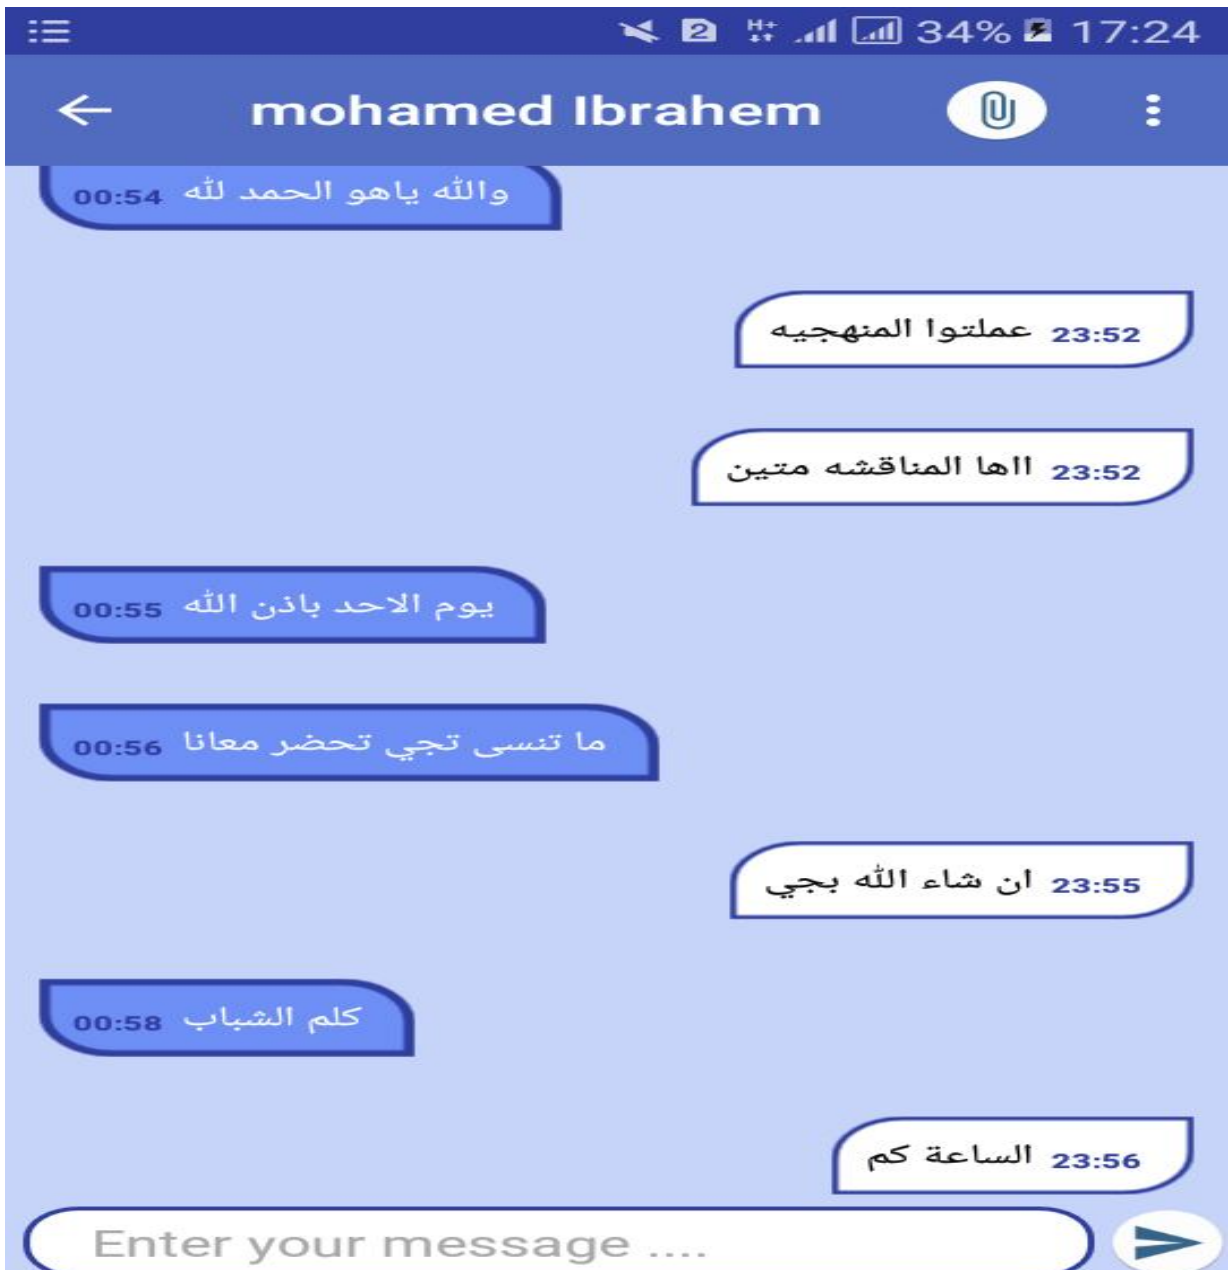 34% 17:24
mohamed Ibrahem
والله ياهو الحمد لله 00:54
23:52 عملتوا المنهجيه
23:52 ااها المناقشه متين
يوم الاحد باذن الله 00:55
ما تنسى تجي تحضر معانا 00:56
23:55 ان شاء الله بجي
كلم الشباب 00:58
23:56 الساعة كم
Enter your message ....